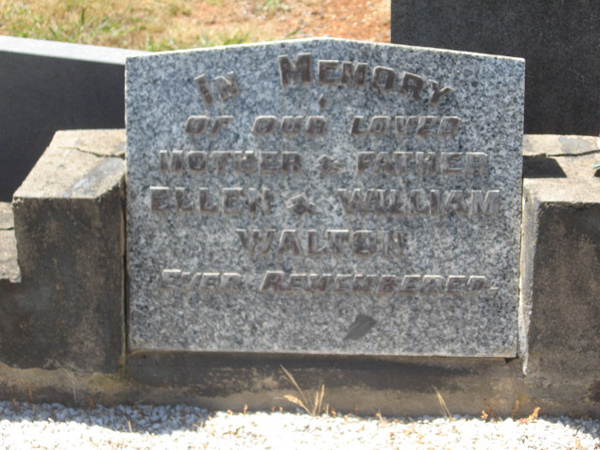 In Memory
OF OUR LOVED
MOTHER & FATHER
ELLEN & WILLIAM
WALTON
Ever Remembered.